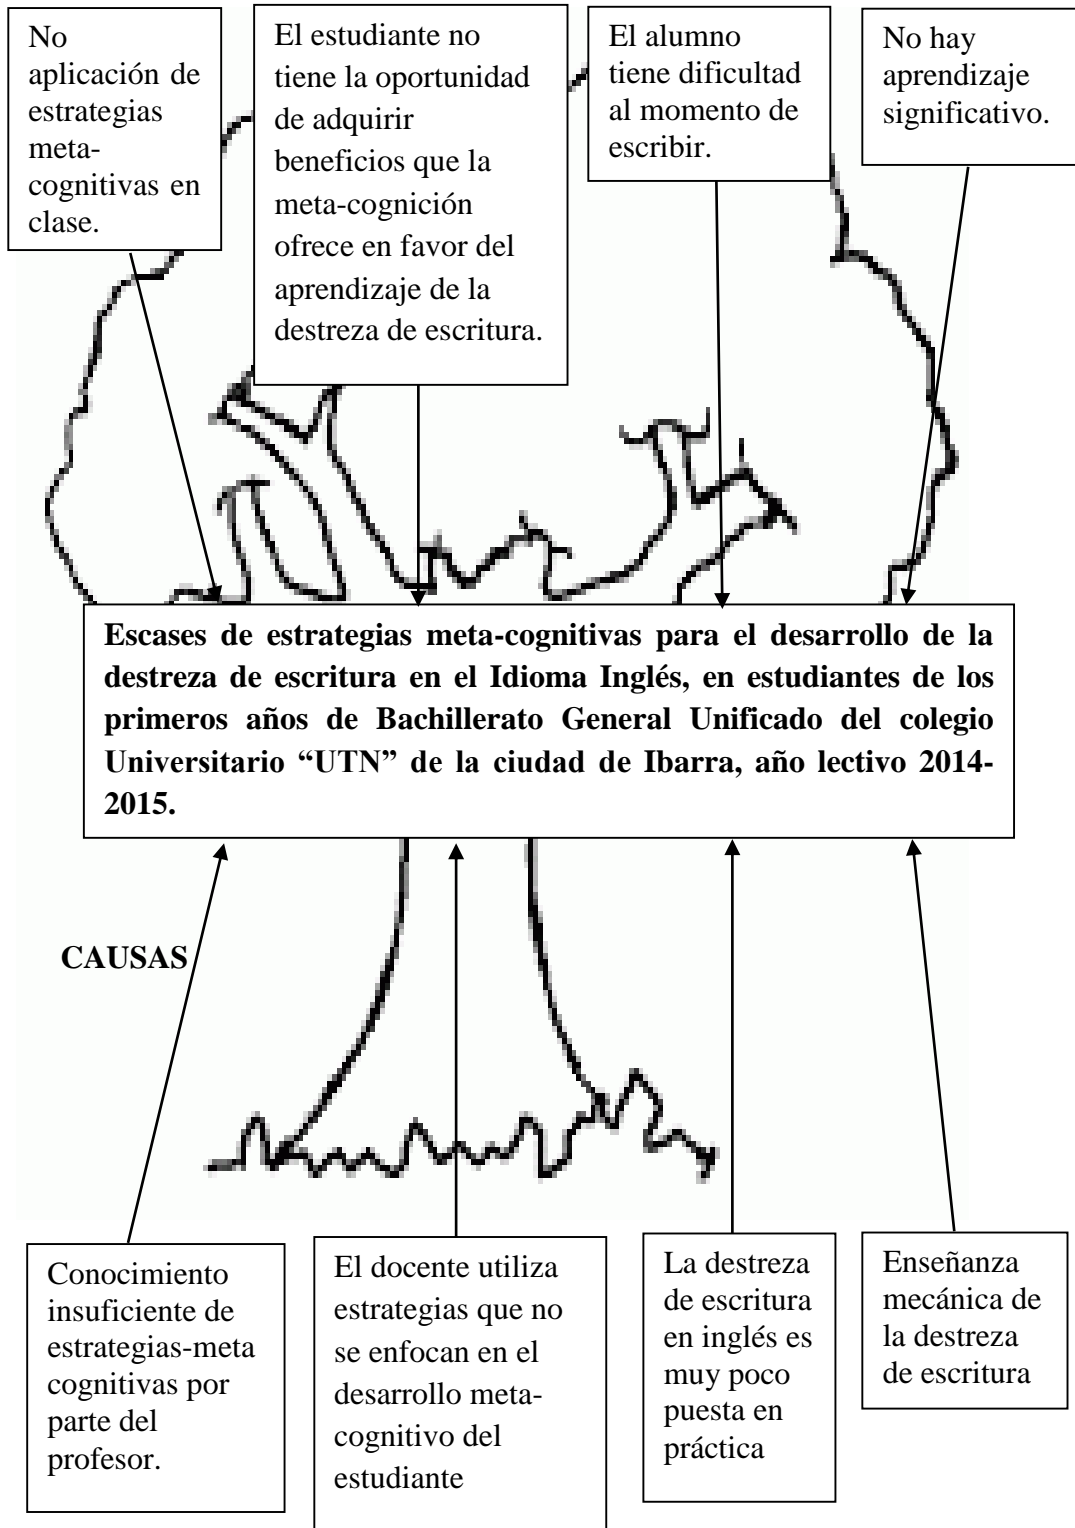 No
aplicación de
estrategias
meta-
cognitivas en
clase.
El estudiante no
tiene la oportunidad
de adquirir
beneficios que la
meta-cognición
ofrece en favor del
aprendizaje de la
destreza de escritura.
El alumno
tiene dificultad
al momento de
escribir.
No hay
aprendizaje
significativo.
Escases de estrategias meta-cognitivas para el desarrollo de la
destreza de escritura en el Idioma Inglés, en estudiantes de los
primeros años de Bachillerato General Unificado del colegio
Universitario “UTN” de la ciudad de Ibarra, año lectivo 2014-
2015.
CAUSAS
Conocimiento
insuficiente de
estrategias-meta
cognitivas por
parte del
profesor.
El docente utiliza
estrategias que no
se enfocan en el
desarrollo meta-
cognitivo del
estudiante
La destreza
de escritura
en inglés es
muy poco
puesta en
práctica
Enseñanza
mecánica de
la destreza
de escritura